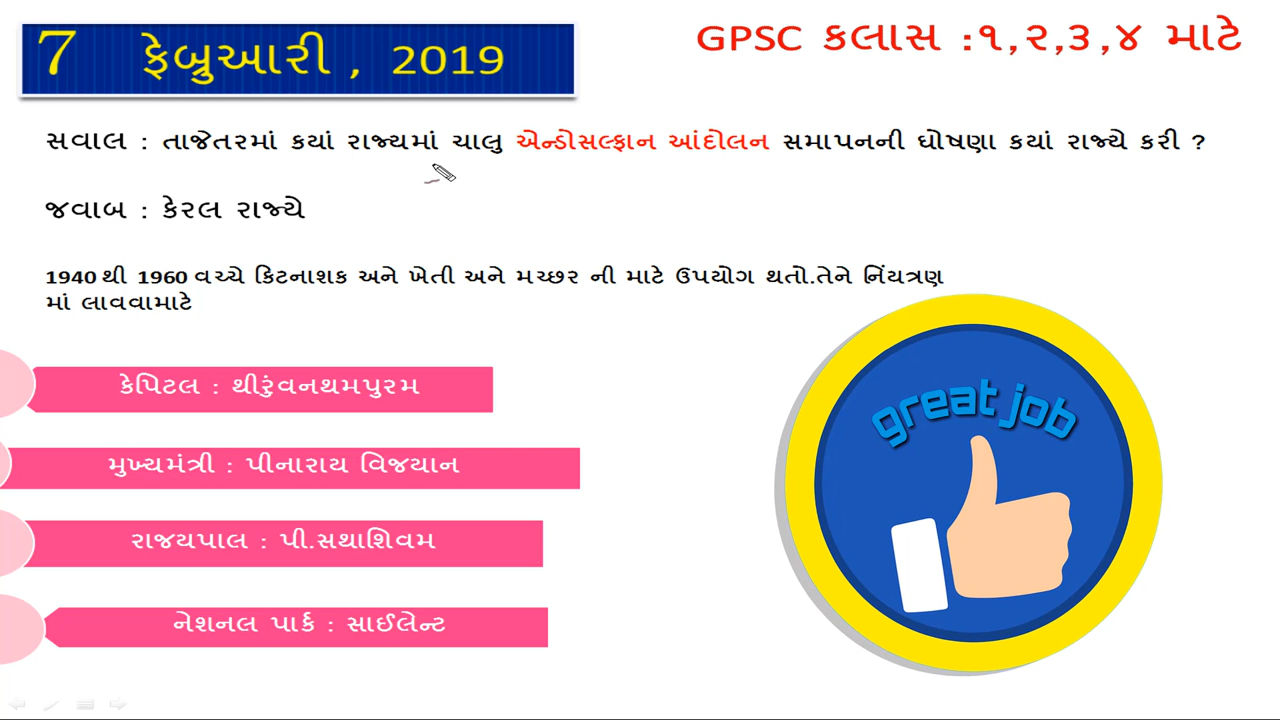 7 ફેબ્રુઆરી , 2019
GPSC કલાસ :૧,૨,૩,૪ માટે
સવાલ : તાજેતરમાં કયાં રાજ્યમાં ચાલુ એન્ડોસલ્ફાન આંદોલન સમાપનની ઘોષણા કયાં રાજ્યે કરી ?
જવાબ : કેરલ રાજ્યે
1940 થી 1960 વચ્ચે કિટનાશક અને ખેતી અને મચ્છર ની માટે ઉપયોગ થતો.તેને નિંયત્રણ
માં લાવવામાટે
કેપિટલ : થીરુંવનથમપુરમ
મુખ્યમંત્રી : પીનારાય વિજયાન
રાજયપાલ : પી.સથાશિવમ
નેશનલ પાર્ક : સાઈલેન્ટ
great job